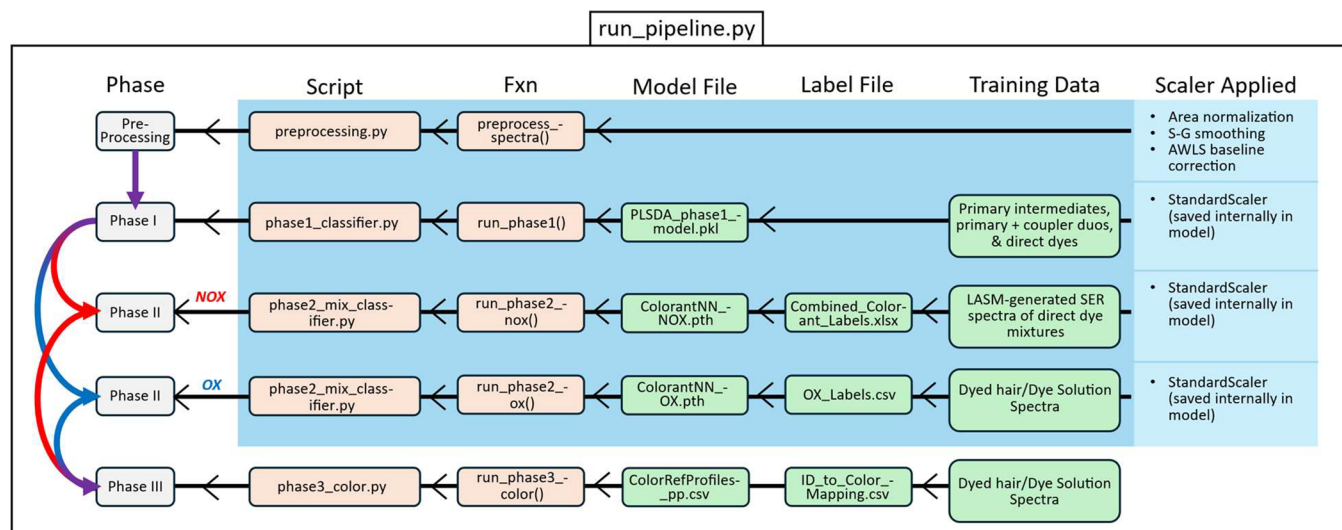 run_pipeline.py
Phase
Script
Fxn
Model File
Label File
Training Data
Scaler Applied
Pre-
Processing
preprocessing.py
preprocess_-
spectra()
• Area normalization
• S-G smoothing
• AWLS baseline
correction
Phase I
phase1_classifier.py
run_phase1()
PLSDA_phase1_-
model.pkl
Primary intermediates,
primary + coupler duos,
& direct dyes
• StandardScaler
(saved internally in
model)
Phase II
NOX
phase2_mix_class-
ifier.py
run_phase2_-
nox()
ColorantNN_-
NOX.pth
Combined_Color-
ant_Labels.xlsx
LASM-generated SER
spectra of direct dye
mixtures
• StandardScaler
(saved internally in
model)
Phase II
OX
phase2_mix_class-
ifier.py
run_phase2_-
ox()
ColorantNN_-
OX.pth
OX_Labels.csv
Dyed hair/Dye Solution
Spectra
• StandardScaler
(saved internally in
model)
Phase III
phase3_color.py
run_phase3_-
color()
ColorRefProfiles-
_pp.csv
ID_to_Color_-
Mapping.csv
Dyed hair/Dye Solution
Spectra